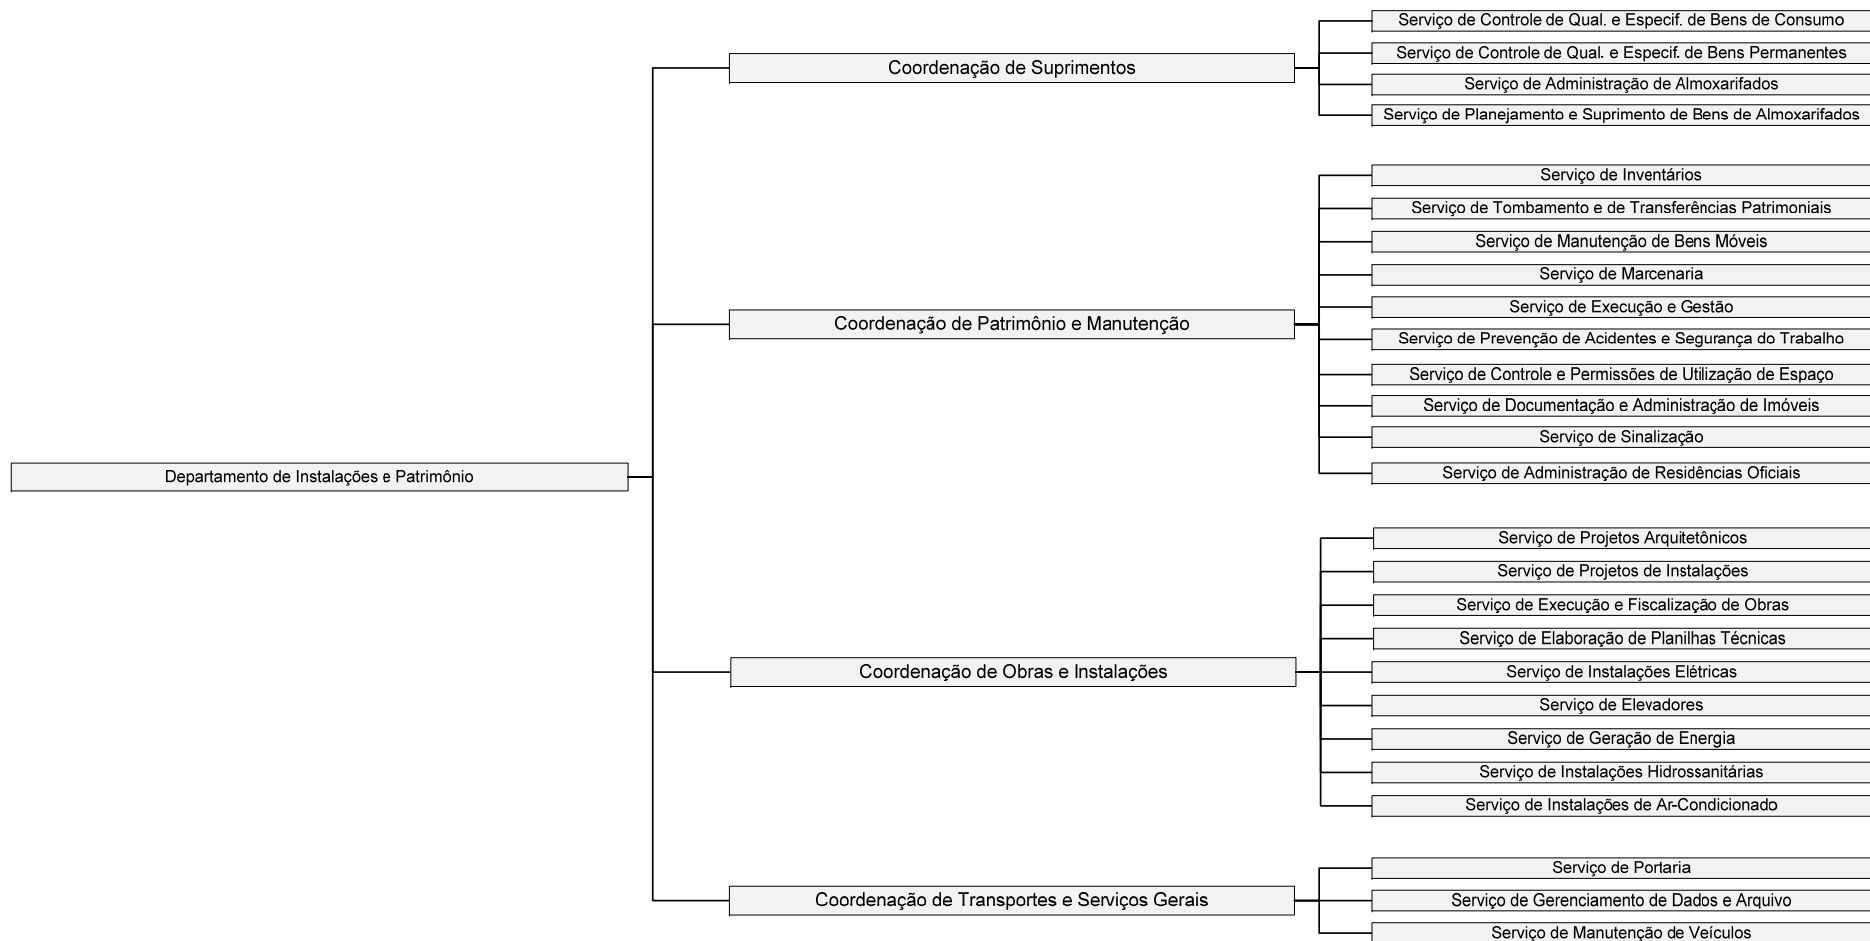 Departamento de Instalações e Patrimônio
Coordenação de Suprimentos
Serviço de Controle de Qual. e Especif. de Bens de Consumo
Serviço de Controle de Qual. e Especif. de Bens Permanentes
Serviço de Administração de Almoxarifados
Serviço de Planejamento e Suprimento de Bens de Almoxarifados
Coordenação de Patrimônio e Manutenção
Serviço de Inventários
Serviço de Tombamento e de Transferências Patrimoniais
Serviço de Manutenção de Bens Móveis
Serviço de Marcenaria
Serviço de Execução e Gestão
Serviço de Prevenção de Acidentes e Segurança do Trabalho
Serviço de Controle e Permissões de Utilização de Espaço
Serviço de Documentação e Administração de Imóveis
Serviço de Sinalização
Serviço de Administração de Residências Oficiais
Coordenação de Obras e Instalações
Serviço de Projetos Arquitetônicos
Serviço de Projetos de Instalações
Serviço de Execução e Fiscalização de Obras
Serviço de Elaboração de Planilhas Técnicas
Serviço de Instalações Elétricas
Serviço de Elevadores
Serviço de Geração de Energia
Serviço de Instalações Hidrossanitárias
Serviço de Instalações de Ar-Condicionado
Coordenação de Transportes e Serviços Gerais
Serviço de Portaria
Serviço de Gerenciamento de Dados e Arquivo
Serviço de Manutenção de Veículos